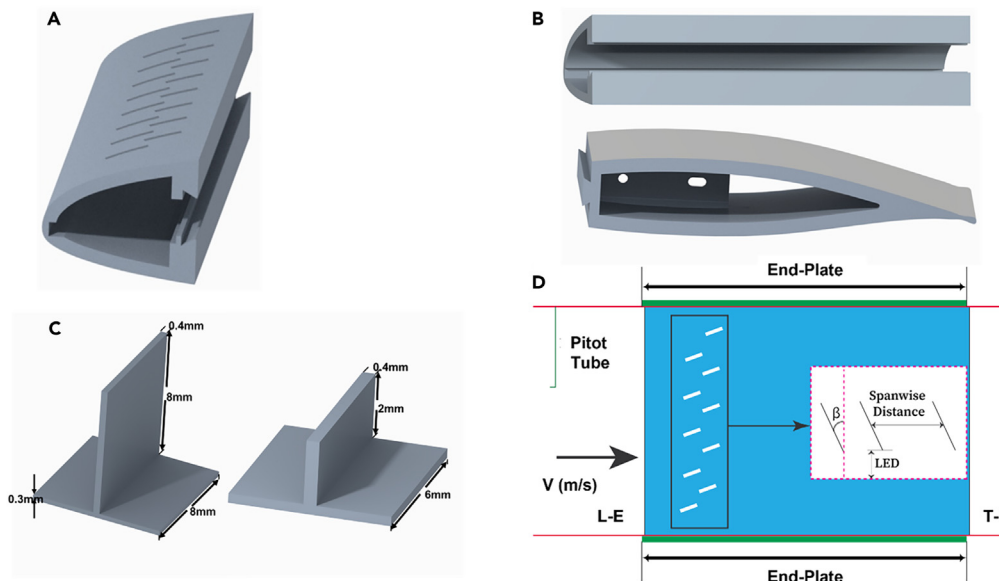 A
B
C
0.4mm
8mm
0.3mm
8mm
0.4mm
2mm
6mm
D
End-Plate
Pitot
Tube
β
Spanwise
Distance
LED
V (m/s)
L-E
T-
End-Plate